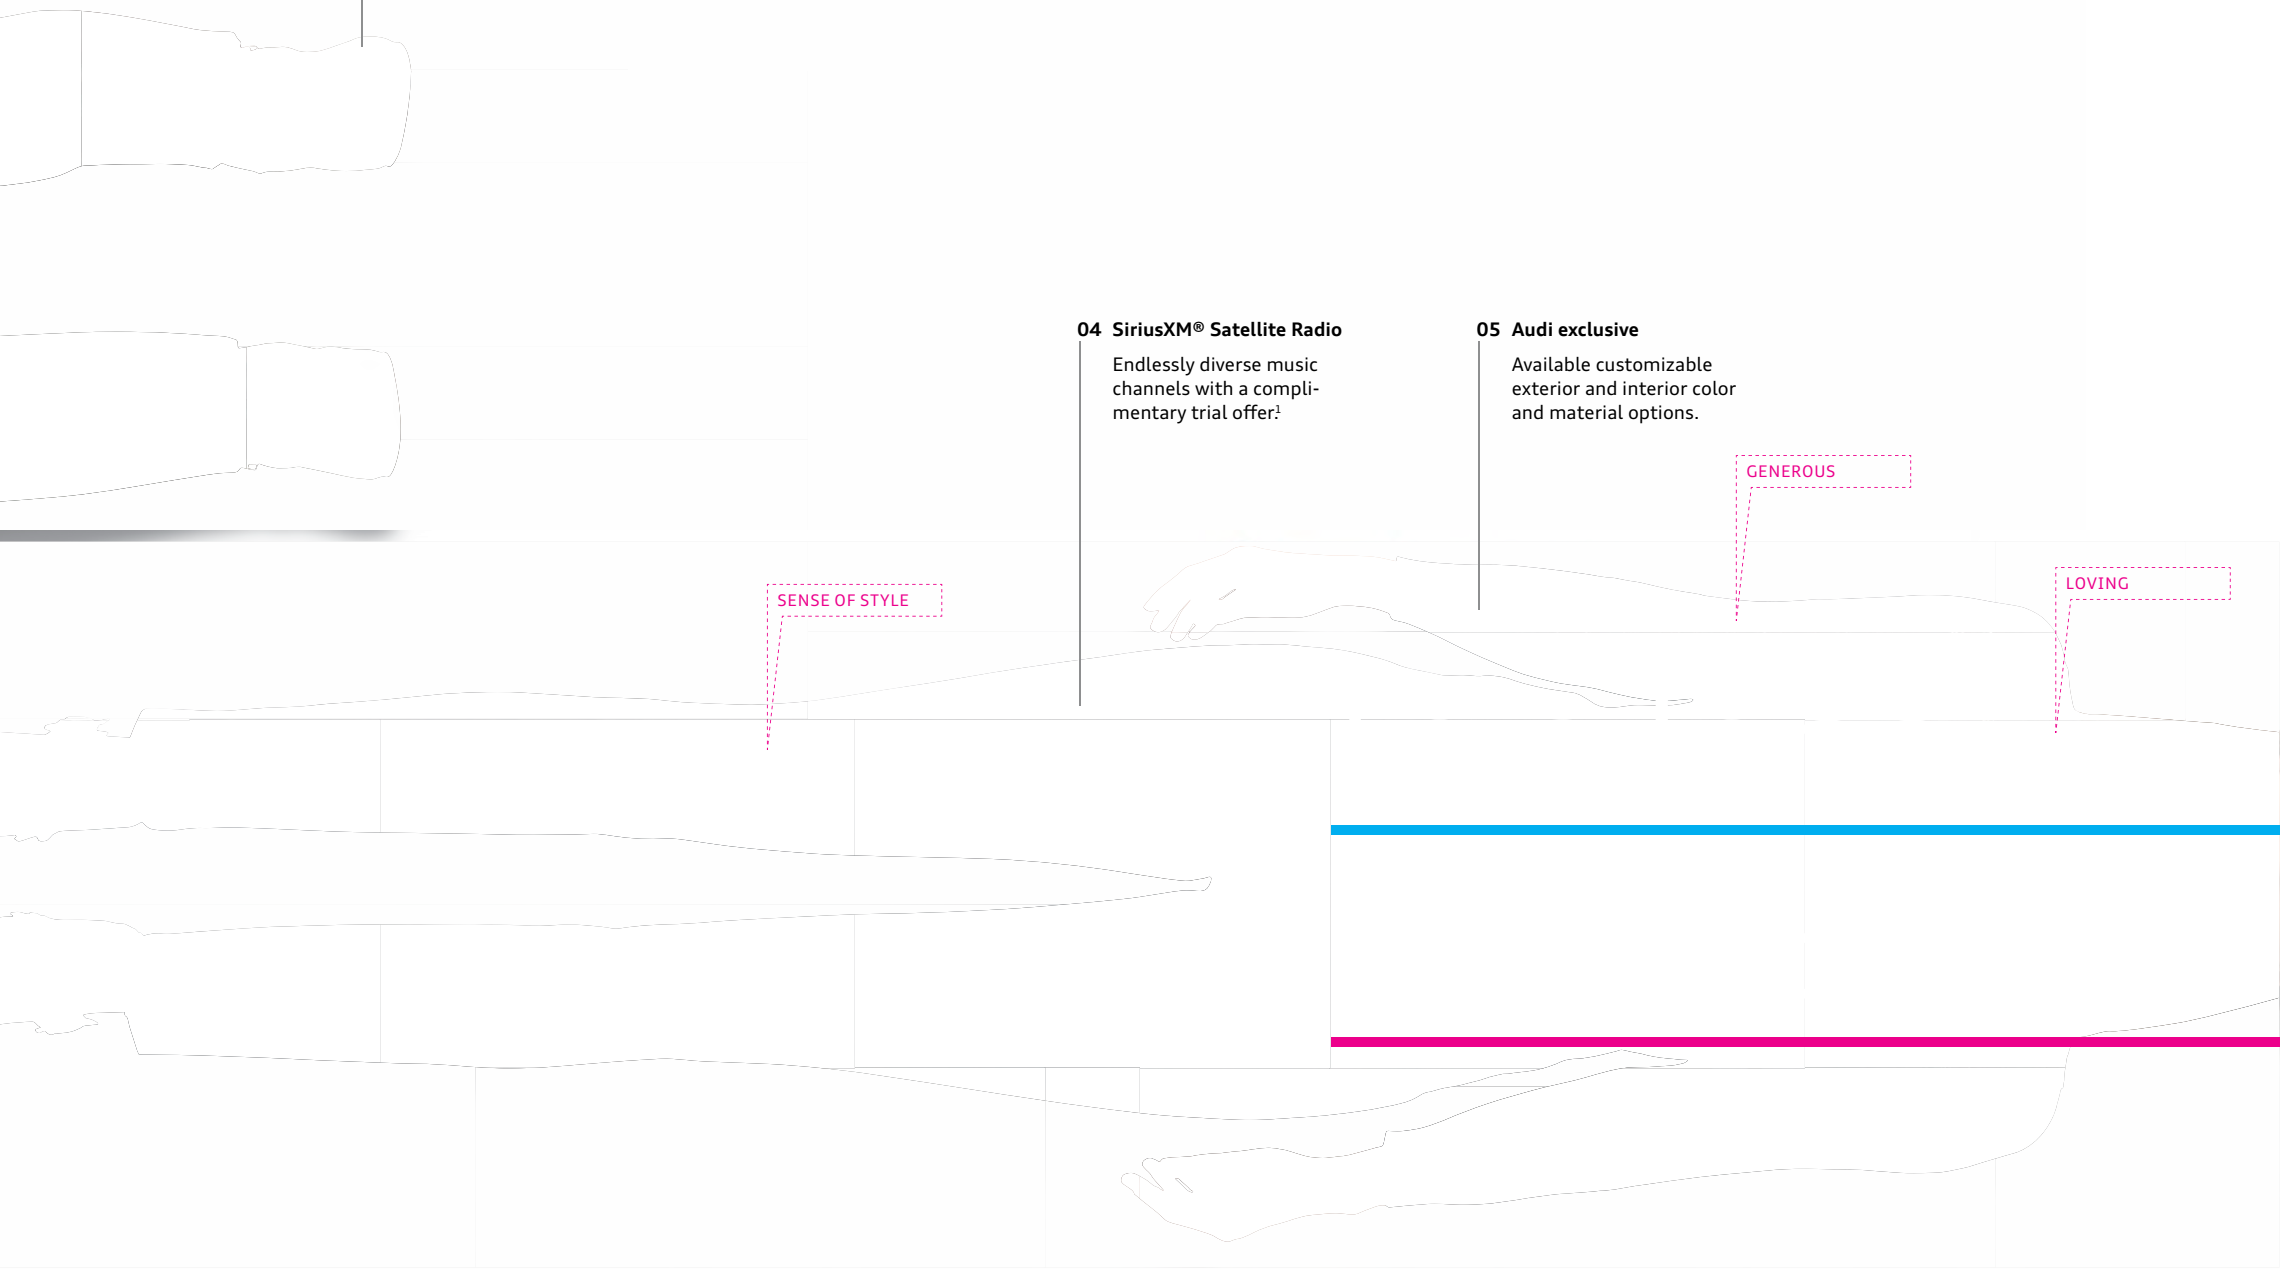 04 SiriusXM® Satellite Radio
Endlessly diverse music
channels with a compli-
mentary trial offer.1
05 Audi exclusive
Available customizable
exterior and interior color
and material options.
GENEROUS
LOVING
SENSE OF STYLE